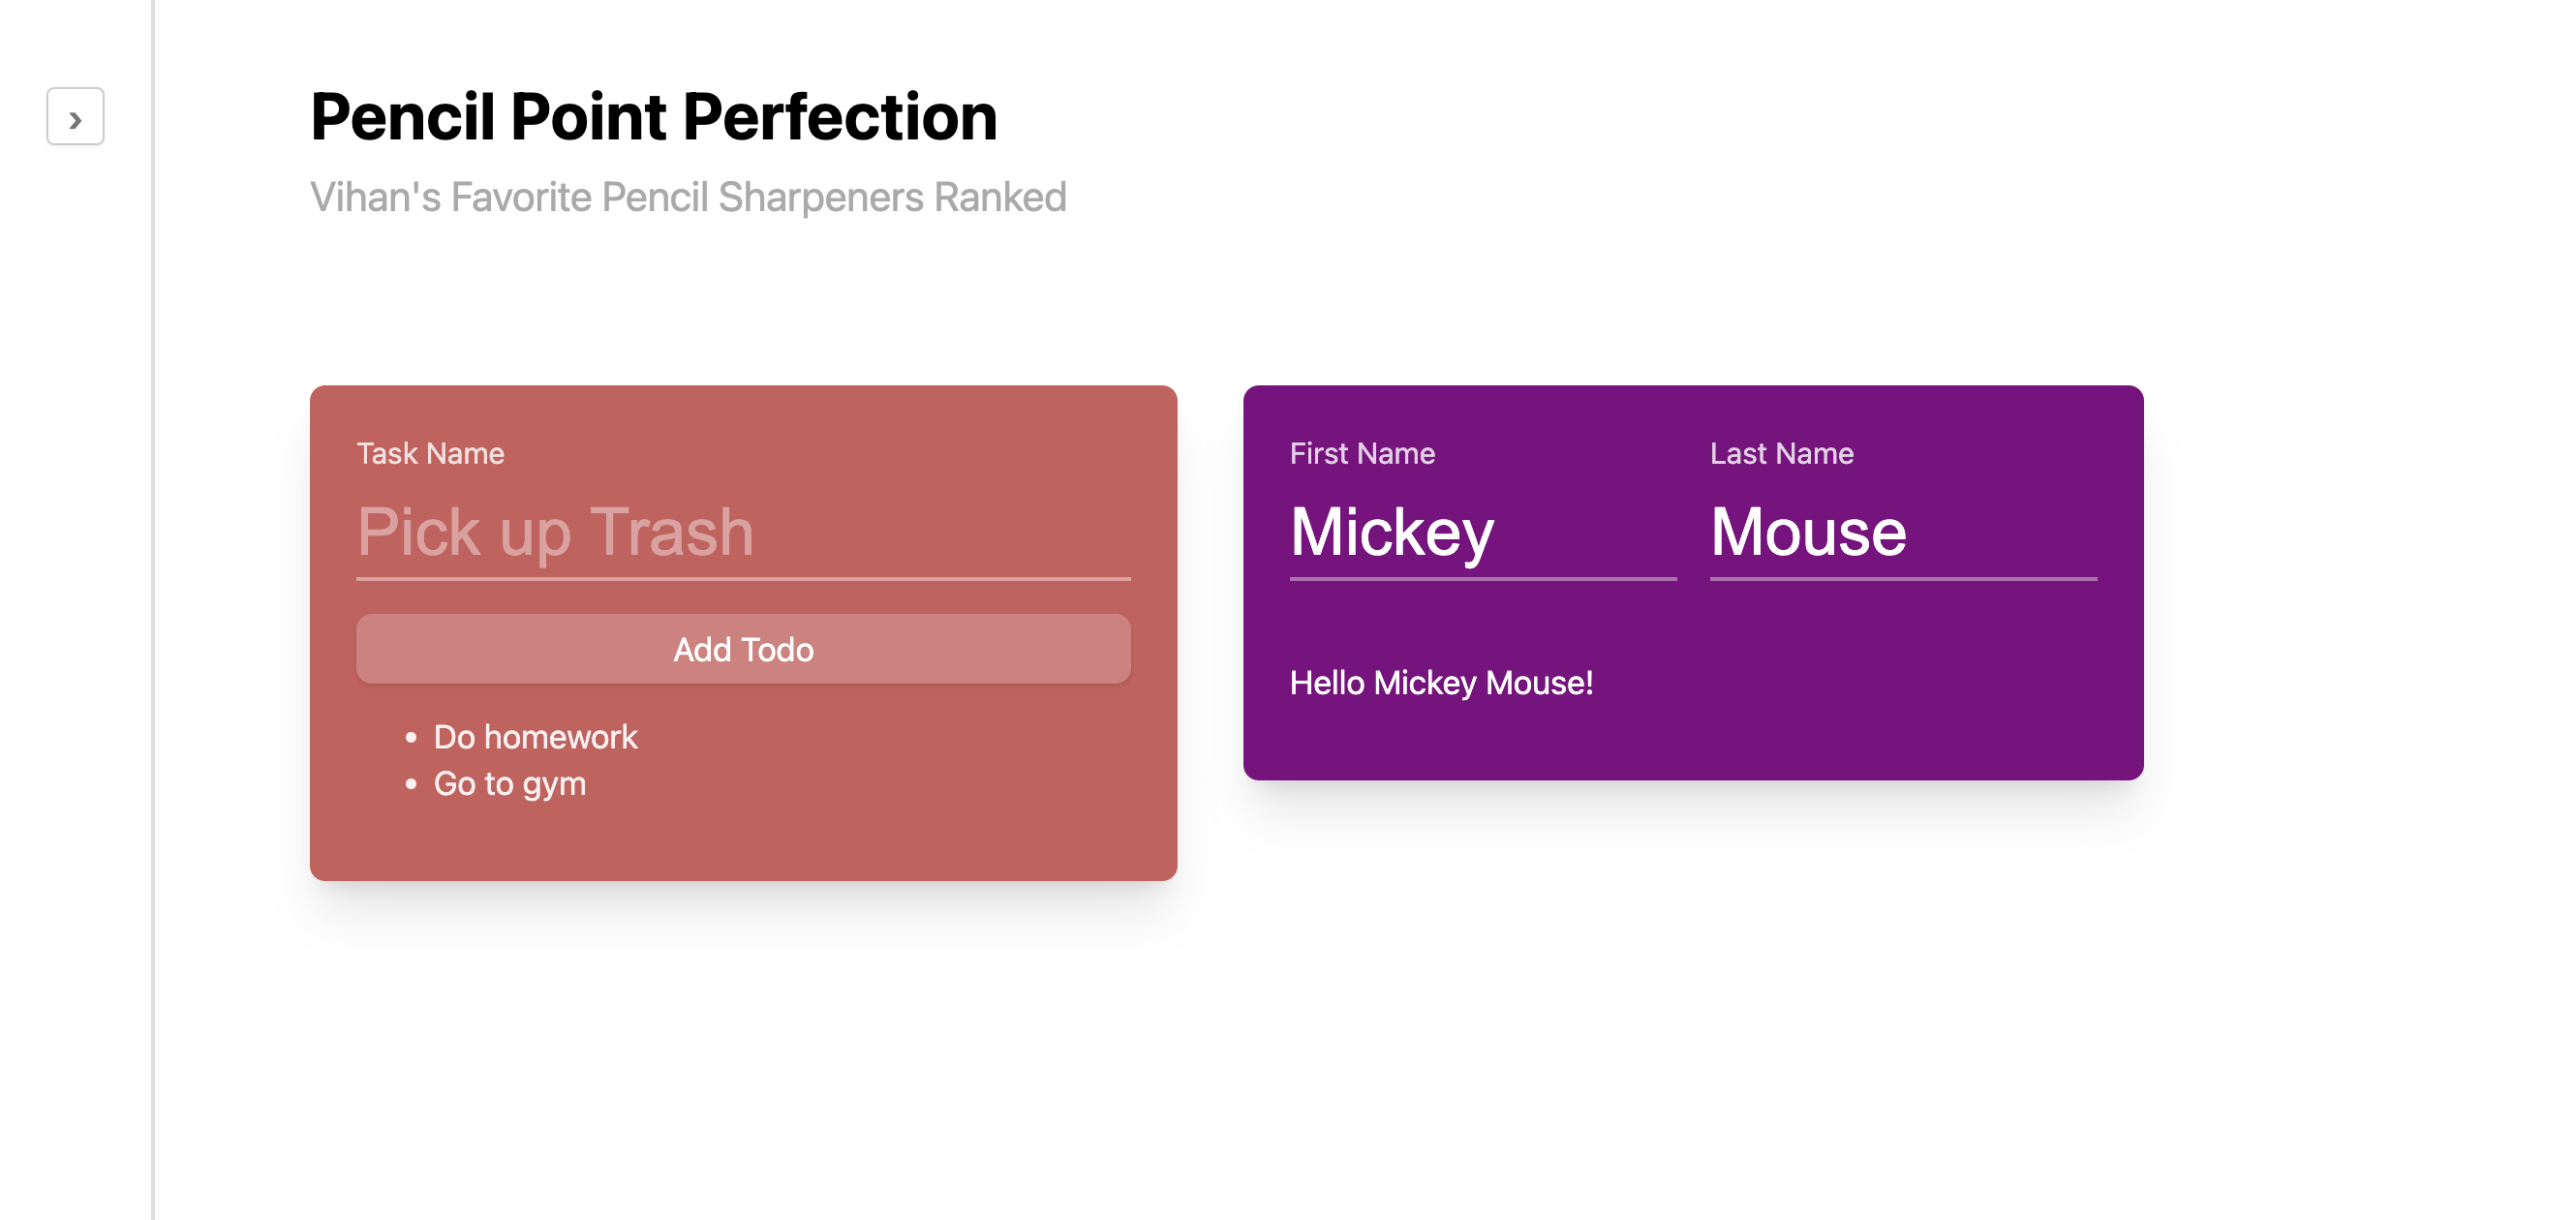 ›
Pencil Point Perfection
Vihan's Favorite Pencil Sharpeners Ranked
Task Name
Pick up Trash
Add Todo
• Do homework
• Go to gym
First Name
Last Name
Mickey
Mouse
Hello Mickey Mouse!